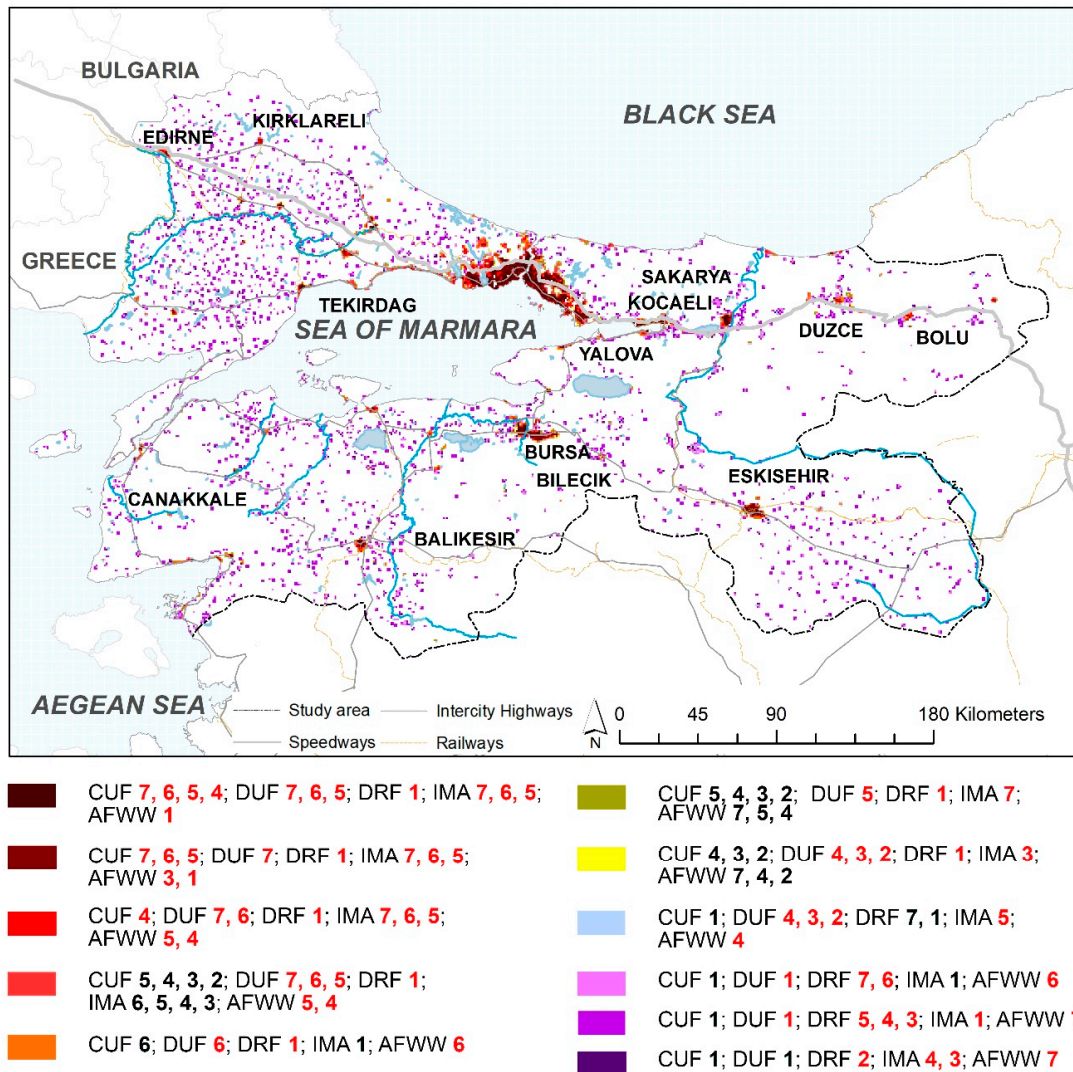 BULGARIA
BLACK SEA
KIRKLARELI
EDIRNE
GREECE
SAKARYA
KOCAELI
TEKIRDAG
SEA OF MARMARA
DUZCE
BOLU
YALOVA
BURSA
BILECIK
ESKISEHIR
CANAKKALE
BALIKESIR
AEGEAN SEA
Study area
Intercity Highways
Speedways
Railways
N
0 45 90 180 Kilometers
CUF 7, 6, 5, 4; DUF 7, 6, 5; DRF 1; IMA 7, 6, 5;
AFWW 1
CUF 7, 6, 5; DUF 7; DRF 1; IMA 7, 6, 5;
AFWW 3, 1
CUF 4; DUF 7, 6; DRF 1; IMA 7, 6, 5;
AFWW 5, 4
CUF 5, 4, 3, 2; DUF 7, 6, 5; DRF 1;
IMA 6, 5, 4, 3; AFWW 5, 4
CUF 6; DUF 6; DRF 1; IMA 1; AFWW 6
CUF 5, 4, 3, 2; DUF 5; DRF 1; IMA 7;
AFWW 7, 5, 4
CUF 4, 3, 2; DUF 4, 3, 2; DRF 1; IMA 3;
AFWW 7, 4, 2
CUF 1; DUF 4, 3, 2; DRF 7, 1; IMA 5;
AFWW 4
CUF 1; DUF 1; DRF 7, 6; IMA 1; AFWW 6
CUF 1; DUF 1; DRF 5, 4, 3; IMA 1; AFWW
CUF 1; DUF 1; DRF 2; IMA 4, 3; AFWW 7